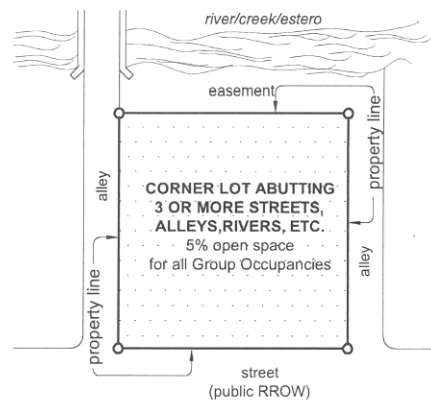 river/creek/estero
easement
property line
alley
CORNER LOT ABUTTING
3 OR MORE STREETS,
ALLEYS,RIVERS, ETC.
5% open space
for all Group Occupancies
alley
property line
street
(public RROW)